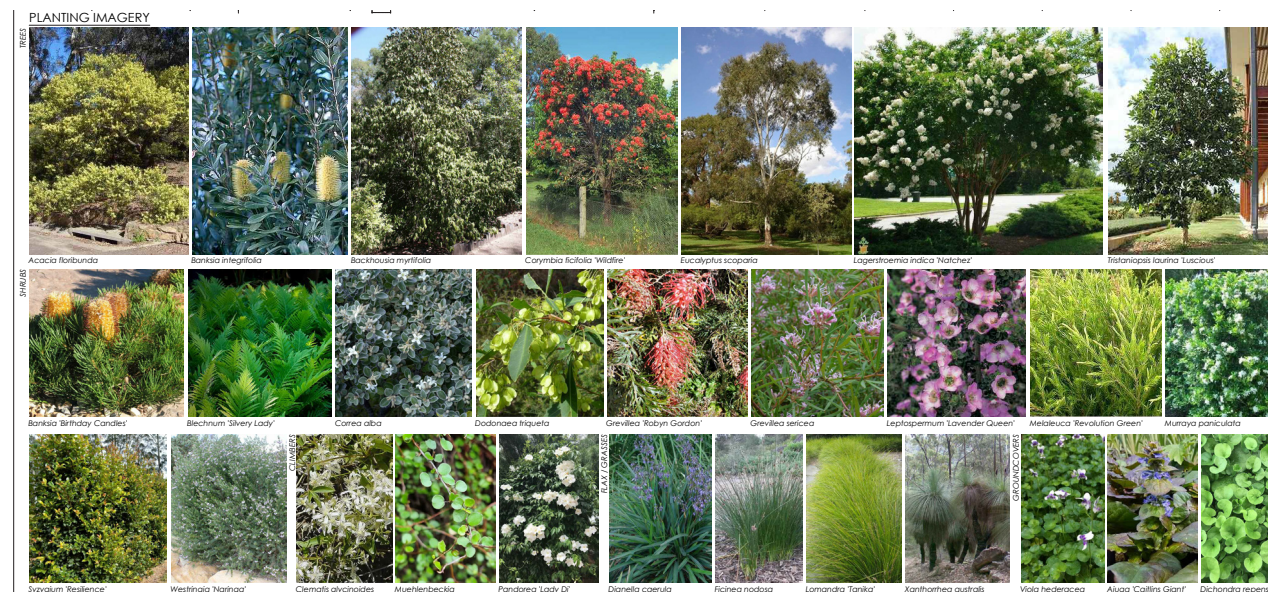 PLANTING IMAGERY
TREES
Acacia floribunda
Banksia integrifolia
Backhousia myrtifolia
Corymbia ficifolia 'Wildfire'
Eucalyptus scoparia
Lagerstroemia indica 'Natchez'
Tristaniopsis laurina 'Luscious'
SHRUBS
Banksia 'Birthday Candles'
Blechnum 'Silvery Lady'
Correa alba
Dodonaea triqueta
Grevillea 'Robyn Gordon'
Grevillea sericea
Leptospermum 'Lavender Queen'
Melaleuca 'Revolution Green'
Murraya paniculata
Syzygium 'Resilience'
Westringia 'Naringa'
CLIMBERS
Clematis glycinoides
Muehlenbeckia
Pandorea 'Lady Di'
FLAX / GRASSES
Dianella caerula
Ficinea nodosa
Lomandra 'Tanika'
Xanthorrhea australis
GROUNDCOVERS
Viola hederacea
Ajuga 'Caitlins Giant'
Dichondra repens